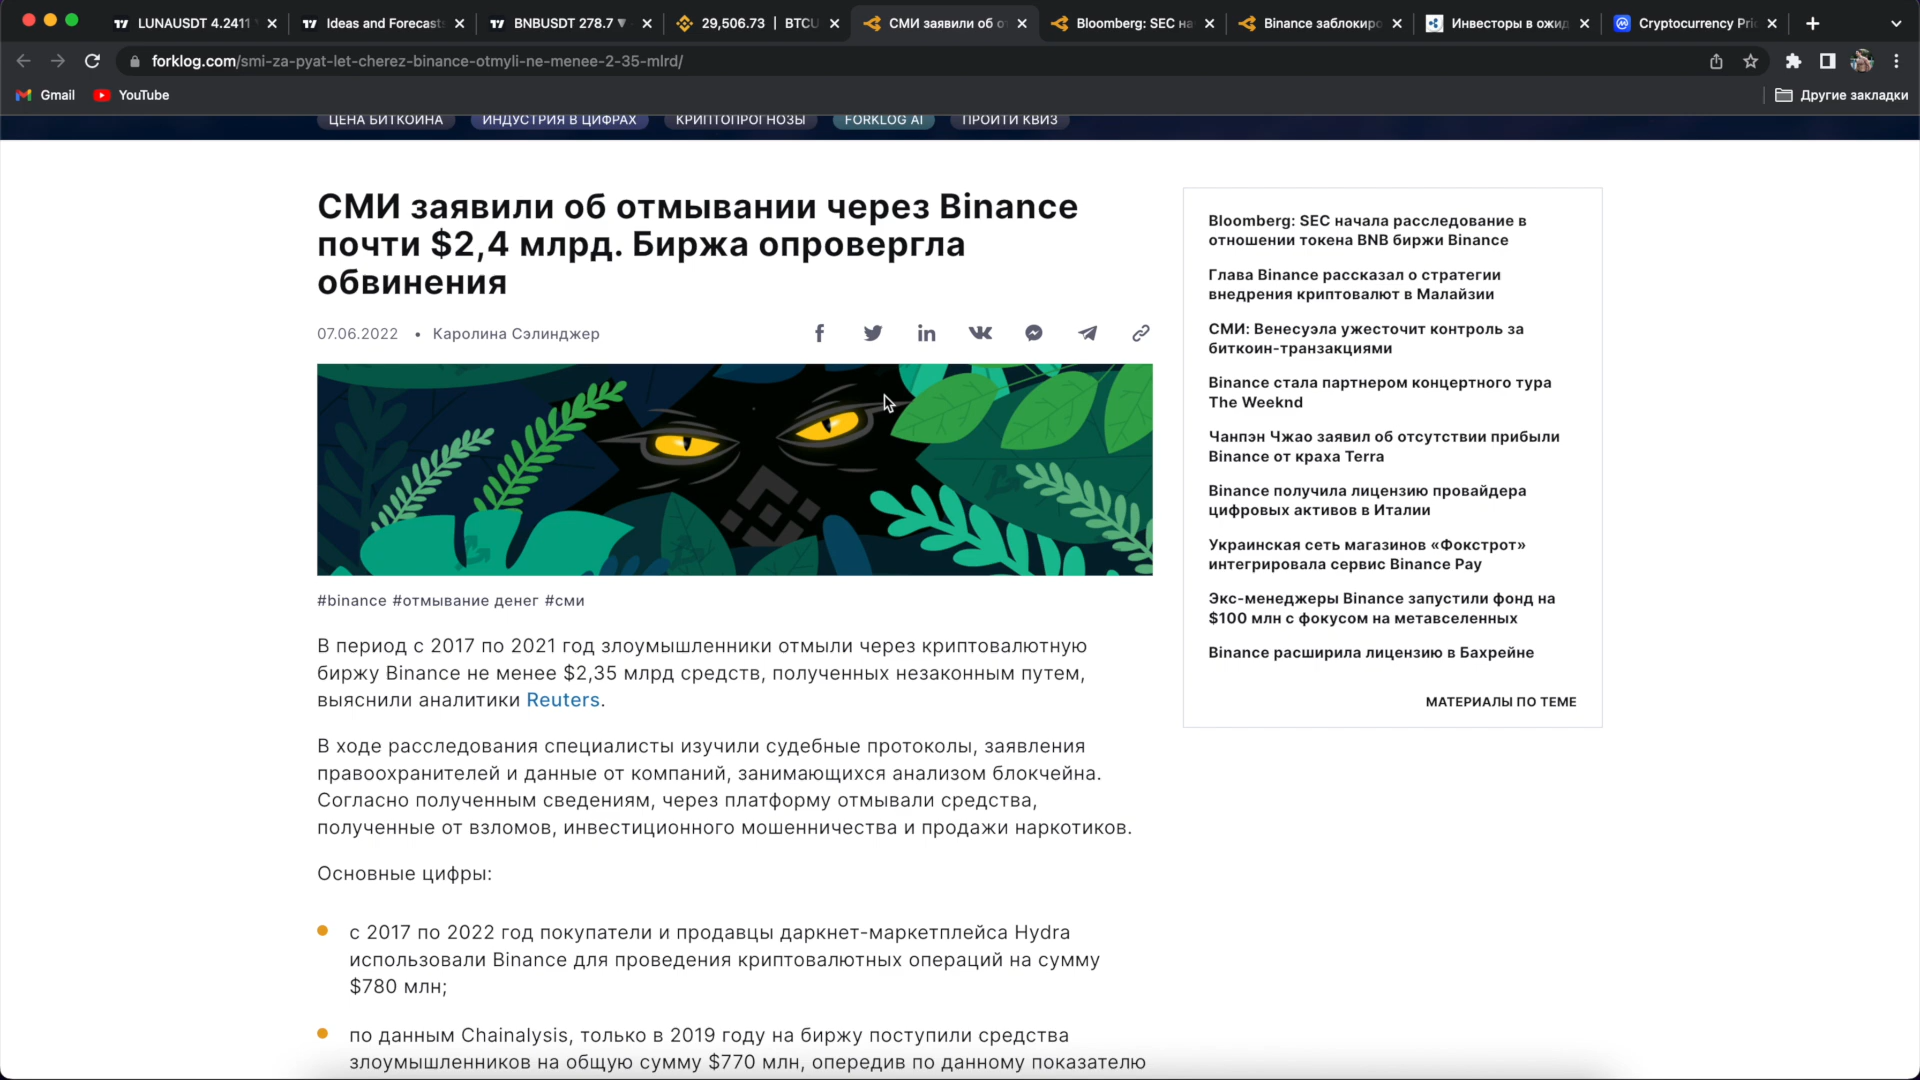 LUNAUSDT 4.2411
Ideas and Forecast
BNBUSDT 278.7 ▼
29,506.73 | BTCU
СМИ заявили об о
Bloomberg: SEC на
Binance заблокиро
Инвесторы в ожид
Cryptocurrency Pri
forklog.com/smi-za-pyat-let-cherez-binance-otmyli-ne-menee-2-35-mlrd/
Gmail
YouTube
Другие закладки
ЦЕНА БИТКОИНА
ИНДУСТРИЯ В ЦИФРАХ
КРИПТОПРОГНОЗЫ
FORKLOG AI
ПРОЙТИ КВИЗ
СМИ заявили об отмывании через Binance
почти $2,4 млрд. Биржа опровергла
обвинения
07.06.2022 • Каролина Сэлинджер
#binance #отмывание денег #сми
В период с 2017 по 2021 год злоумышленники отмыли через криптовалютную
биржу Binance не менее $2,35 млрд средств, полученных незаконным путем,
выяснили аналитики Reuters.
В ходе расследования специалисты изучили судебные протоколы, заявления
правоохранителей и данные от компаний, занимающихся анализом блокчейна.
Согласно полученным сведениям, через платформу отмывали средства,
полученные от взломов, инвестиционного мошенничества и продажи наркотиков.
Основные цифры:
с 2017 по 2022 год покупатели и продавцы даркнет-маркетплейса Hydra
использовали Binance для проведения криптовалютных операций на сумму
$780 млн;
по данным Chainalysis, только в 2019 году на биржу поступили средства
злоумышленников на общую сумму $770 млн, опередив по данному показателю
Bloomberg: SEC начала расследование в
отношении токена BNB биржи Binance
Глава Binance рассказал о стратегии
внедрения криптовалют в Малайзии
СМИ: Венесуэла ужесточит контроль за
биткоин-транзакциями
Binance стала партнером концертного тура
The Weeknd
Чанпэн Чжао заявил об отсутствии прибыли
Binance от краха Terra
Binance получила лицензию провайдера
цифровых активов в Италии
Украинская сеть магазинов «Фокстрот»
интегрировала сервис Binance Pay
Экс-менеджеры Binance запустили фонд на
$100 млн с фокусом на метавселенных
Binance расширила лицензию в Бахрейне
МАТЕРИАЛЫ ПО ТЕМЕ